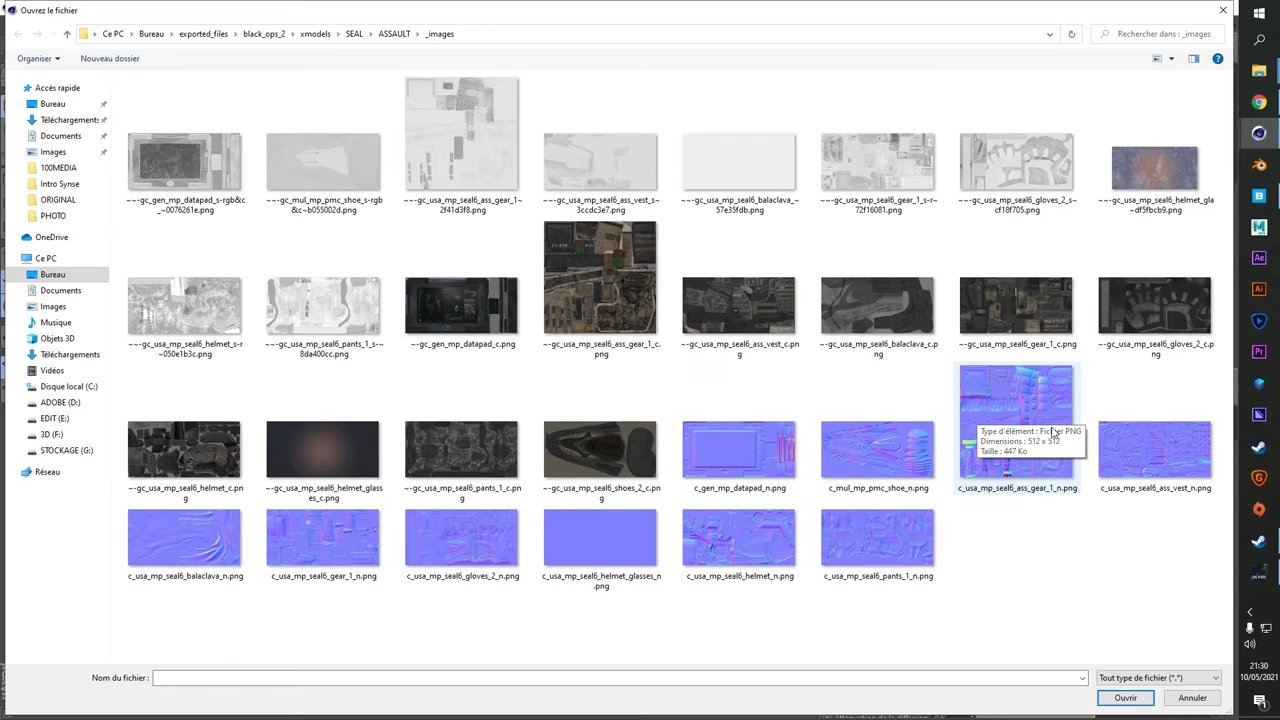 Ouvrez le fichier
Ce PC > Bureau > exported_files > black_ops_2 > xmodels > SEAL > ASSAULT > _images
Rechercher dans : _images
Organiser
Nouveau dossier
Accès rapide
Bureau
Téléchargements
Documents
Images
100MEDIA
Intro Synse
ORIGINAL
PHOTO
OneDrive
Ce PC
Bureau
Documents
Images
Musique
Objets 3D
Téléchargements
Vidéos
Disque local (C:)
ADOBE (D:)
EDIT (E:)
3D (F:)
STOCKAGE (G:)
Réseau
~~-gc_gen_mp_datapad_s-rgb&c
_~0076261e.png
~~-gc_mul_mp_pmc_shoe_s-rgb
&c~b055002d.png
~~-gc_usa_mp_seal6_ass_gear_1~
2f41d3f8.png
~~-gc_usa_mp_seal6_ass_vest_s~
3ccdc3e7.png
~~-gc_usa_mp_seal6_balaclava_~
57e35fdb.png
~~-gc_usa_mp_seal6_gear_1_s-r~
72f16081.png
~~-gc_usa_mp_seal6_gloves_2_s~
cf18f705.png
~~-gc_usa_mp_seal6_helmet_gla
~df5fbcb9.png
~~-gc_usa_mp_seal6_helmet_s-r
~050e1b3c.png
~~-gc_usa_mp_seal6_pants_1_s~
8da400cc.png
~-gc_gen_mp_datapad_c.png
~-gc_usa_mp_seal6_ass_gear_1_c.
png
~-gc_usa_mp_seal6_ass_vest_c.pn
g
~-gc_usa_mp_seal6_balaclava_c.p
ng
~-gc_usa_mp_seal6_gear_1_c.png
~-gc_usa_mp_seal6_gloves_2_c.p
ng
~-gc_usa_mp_seal6_helmet_c.pn
g
~-gc_usa_mp_seal6_helmet_glass
es_c.png
~-gc_usa_mp_seal6_pants_1_c.pn
g
~-gc_usa_mp_seal6_shoes_2_c.pn
g
c_gen_mp_datapad_n.png
c_mul_mp_pmc_shoe_n.png
c_usa_mp_seal6_ass_gear_1_n.png
c_usa_mp_seal6_ass_vest_n.png
Type d'élément : Fichier PNG
Dimensions : 512 x 512
Taille : 447 Ko
c_usa_mp_seal6_balaclava_n.png
c_usa_mp_seal6_gear_1_n.png
c_usa_mp_seal6_gloves_2_n.png
c_usa_mp_seal6_helmet_glasses_n
.png
c_usa_mp_seal6_helmet_n.png
c_usa_mp_seal6_pants_1_n.png
Nom du fichier :
Tout type de fichier (*.*)
Ouvrir
Annuler
Ae
Ai
Pr
21:30
10/05/2021